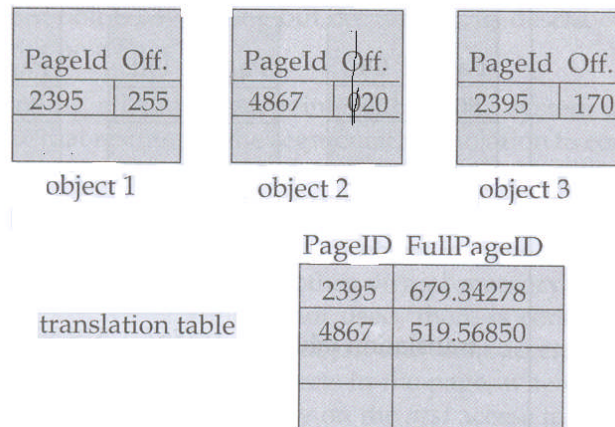 PageId Off. PageId Off. PageId Off.
2395 255 4867 020 2395 170
object 1 object 2 object 3
PageID FullPageID
2395 679.34278
translation table
4867 519.56850